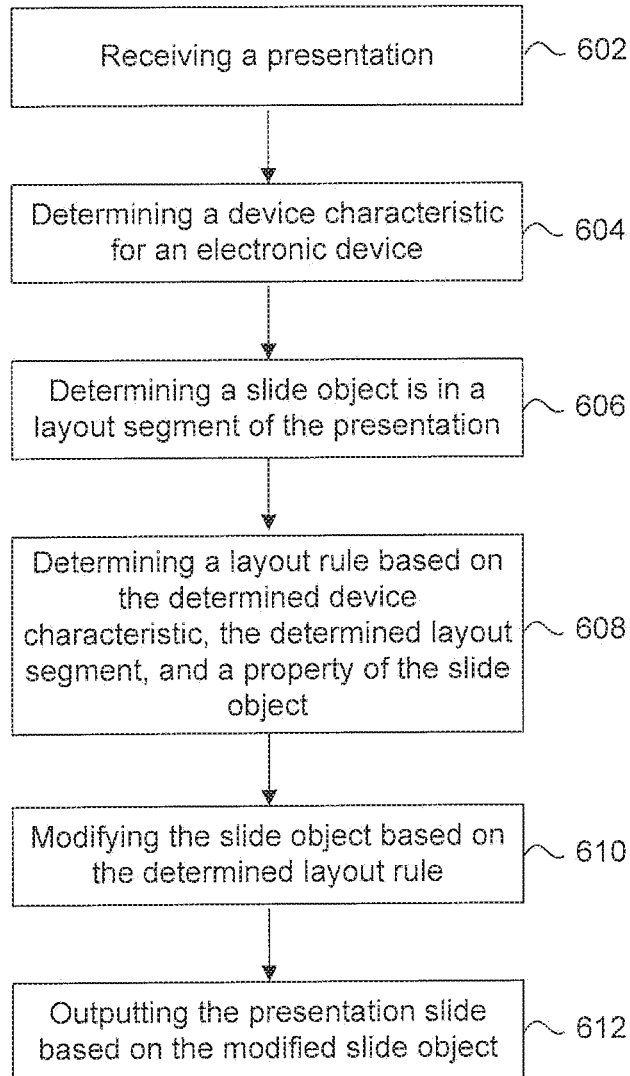 Receiving a presentation
602
Determining a device characteristic
for an electronic device
604
Determining a slide object is in a
layout segment of the presentation
606
Determining a layout rule based on
the determined device
characteristic, the determined layout
segment, and a property of the slide
object
608
Modifying the slide object based on
the determined layout rule
610
Outputting the presentation slide
based on the modified slide object
612